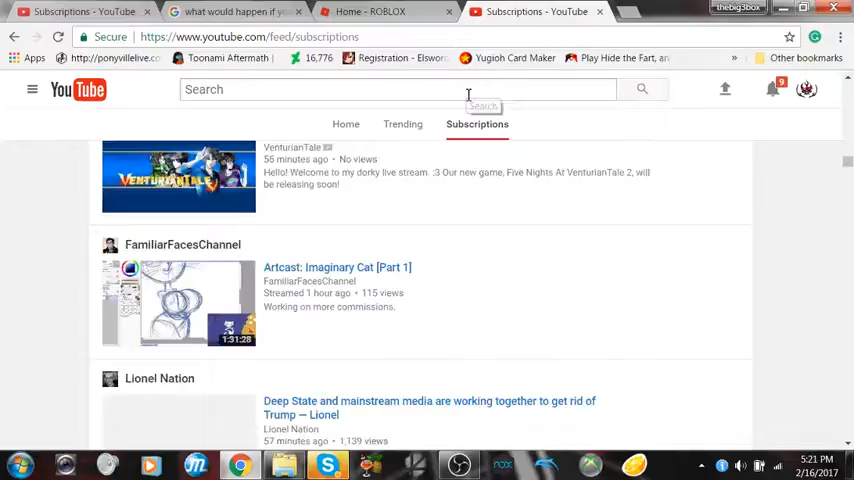 Subscriptions - YouTube
what would happen if you
Home - ROBLOX
Subscriptions - YouTube
thebig3box
Secure
https://www.youtube.com/feed/subscriptions
Apps
http://ponyvillelive.co
Toonami Aftermath
16,776
Registration - Elswor
Yugioh Card Maker
Play Hide the Fart, an
Other bookmarks
YouTube
Search
9
Search
Home
Trending
Subscriptions
VENTURIANTALE
VenturianTale
55 minutes ago • No views
Hello! Welcome to my dorky live stream. :3 Our new game, Five Nights At VenturianTale 2, will
be releasing soon!
FamiliarFacesChannel
Artcast: Imaginary Cat [Part 1]
FamiliarFacesChannel
Streamed 1 hour ago • 115 views
Working on more commissions.
1:31:28
Lionel Nation
Deep State and mainstream media are working together to get rid of
Trump — Lionel
Lionel Nation
57 minutes ago • 1,139 views
nox
5:21 PM
2/16/2017